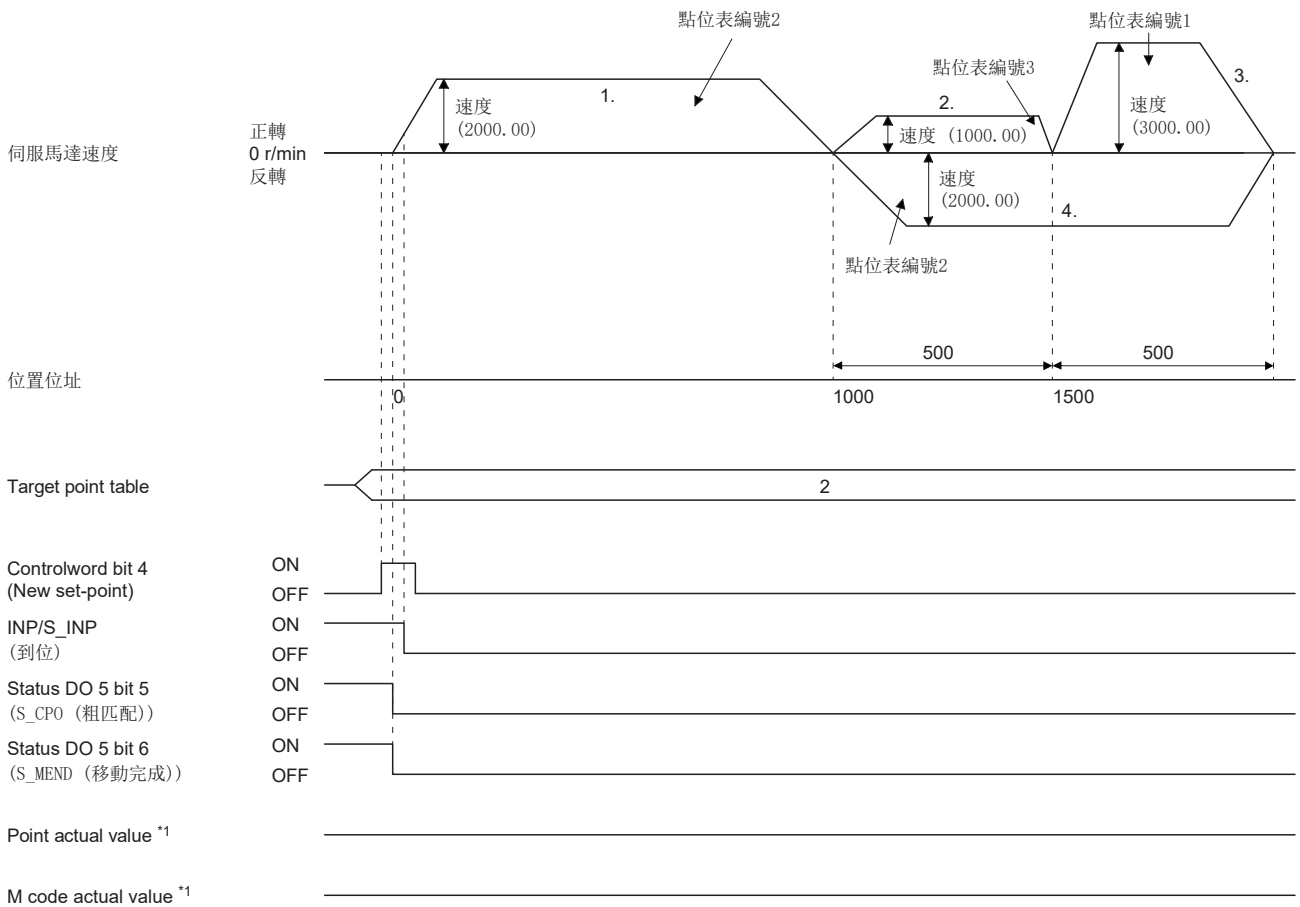 點位表編號2
點位表編號1
點位表編號3
1.
2.
3.
速度
(2000.00)
速度 (1000.00)
速度
(3000.00)
伺服馬達速度
正轉
0 r/min
反轉
速度
(2000.00)
4.
點位表編號2
500
500
位置位址
0
1000
1500
Target point table
2
Controlword bit 4
(New set-point)
ON
OFF
INP/S_INP
(到位)
ON
OFF
Status DO 5 bit 5
(S_CPO (粗匹配))
ON
OFF
Status DO 5 bit 6
(S_MEND (移動完成))
ON
OFF
Point actual value *1
M code actual value *1